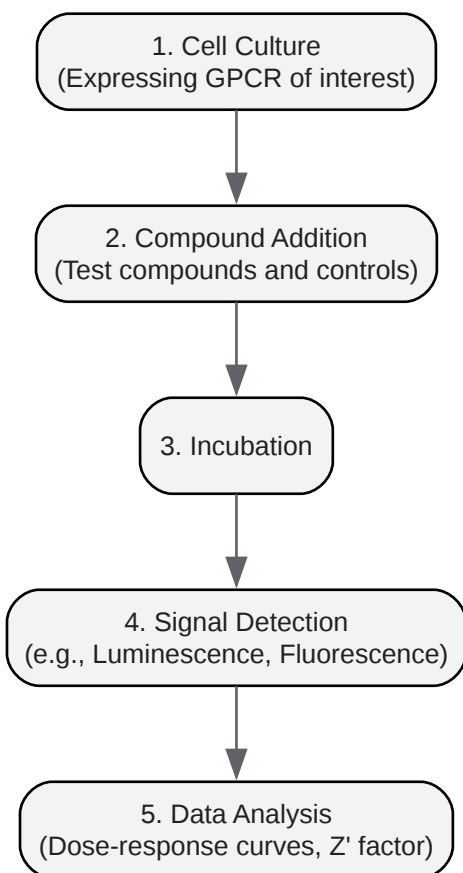 1. Cell Culture
(Expressing GPCR of interest)
2. Compound Addition
(Test compounds and controls)
3. Incubation
4. Signal Detection
(e.g., Luminescence, Fluorescence)
5. Data Analysis
(Dose-response curves, Z' factor)